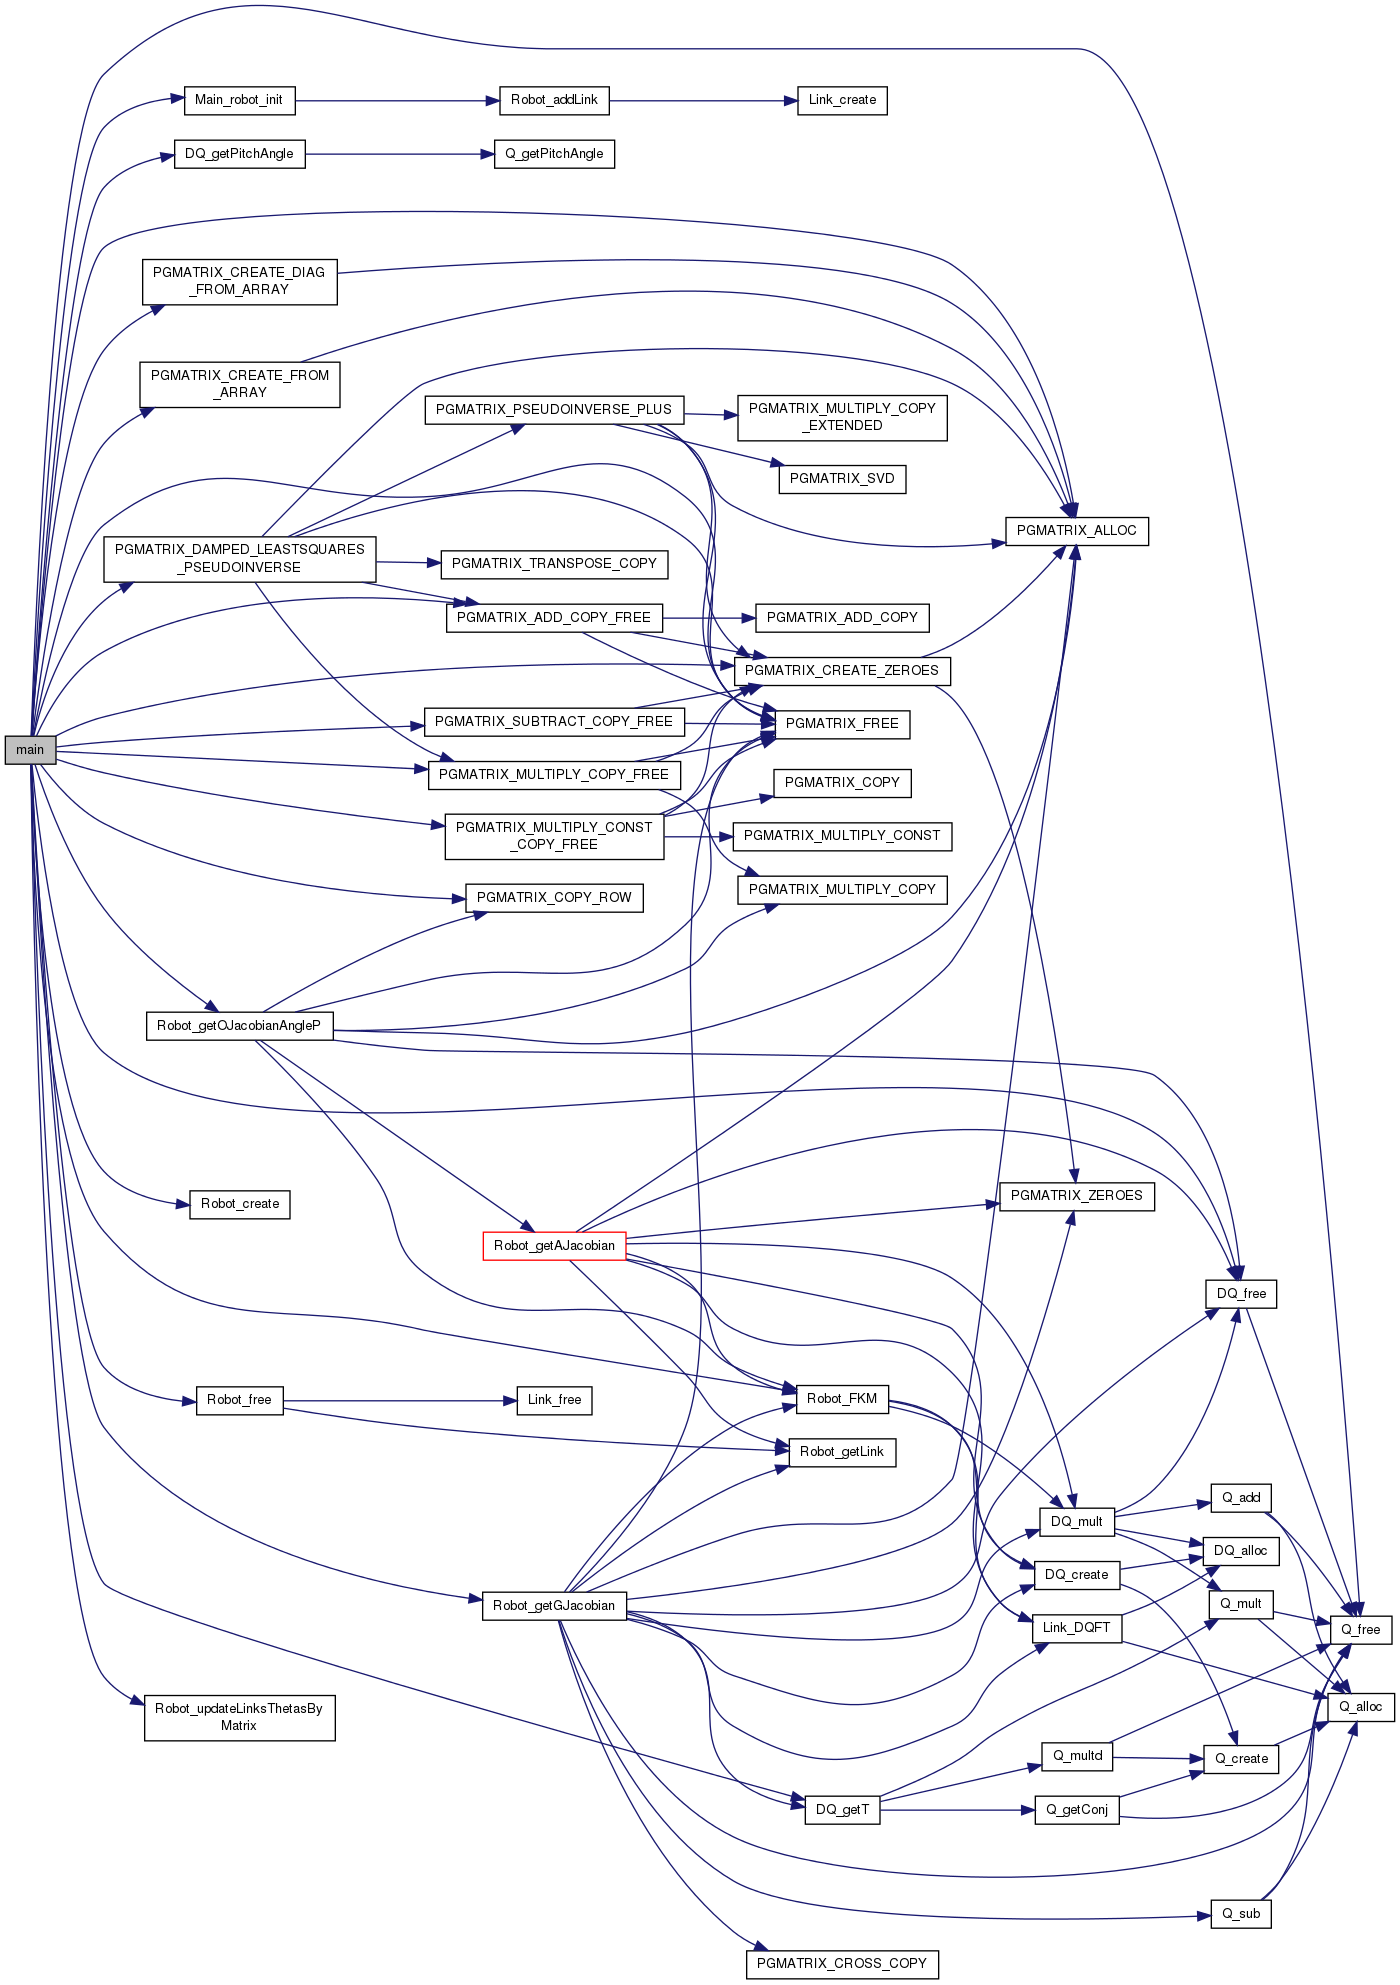 Main_robot_init
Robot_addLink
Link_create
DQ_getPitchAngle
Q_getPitchAngle
PGMATRIX_CREATE_DIAG
_FROM_ARRAY
PGMATRIX_CREATE_FROM
_ARRAY
PGMATRIX_PSEUDOINVERSE_PLUS
PGMATRIX_MULTIPLY_COPY
_EXTENDED
PGMATRIX_SVD
PGMATRIX_ALLOC
PGMATRIX_DAMPED_LEASTSQUARES
_PSEUDOINVERSE
PGMATRIX_TRANSPOSE_COPY
PGMATRIX_ADD_COPY_FREE
PGMATRIX_ADD_COPY
PGMATRIX_CREATE_ZEROES
PGMATRIX_SUBTRACT_COPY_FREE
PGMATRIX_FREE
main
PGMATRIX_MULTIPLY_COPY_FREE
PGMATRIX_COPY
PGMATRIX_MULTIPLY_CONST
_COPY_FREE
PGMATRIX_MULTIPLY_CONST
PGMATRIX_COPY_ROW
PGMATRIX_MULTIPLY_COPY
Robot_getOJacobianAngleP
Robot_create
PGMATRIX_ZEROES
Robot_getAJacobian
DQ_free
Robot_free
Link_free
Robot_FKM
Robot_getLink
Q_add
DQ_mult
DQ_alloc
DQ_create
Robot_getGJacobian
Q_mult
Link_DQFT
Q_free
Robot_updateLinksThetasBy
Matrix
Q_alloc
Q_multd
Q_create
DQ_getT
Q_getConj
Q_sub
PGMATRIX_CROSS_COPY